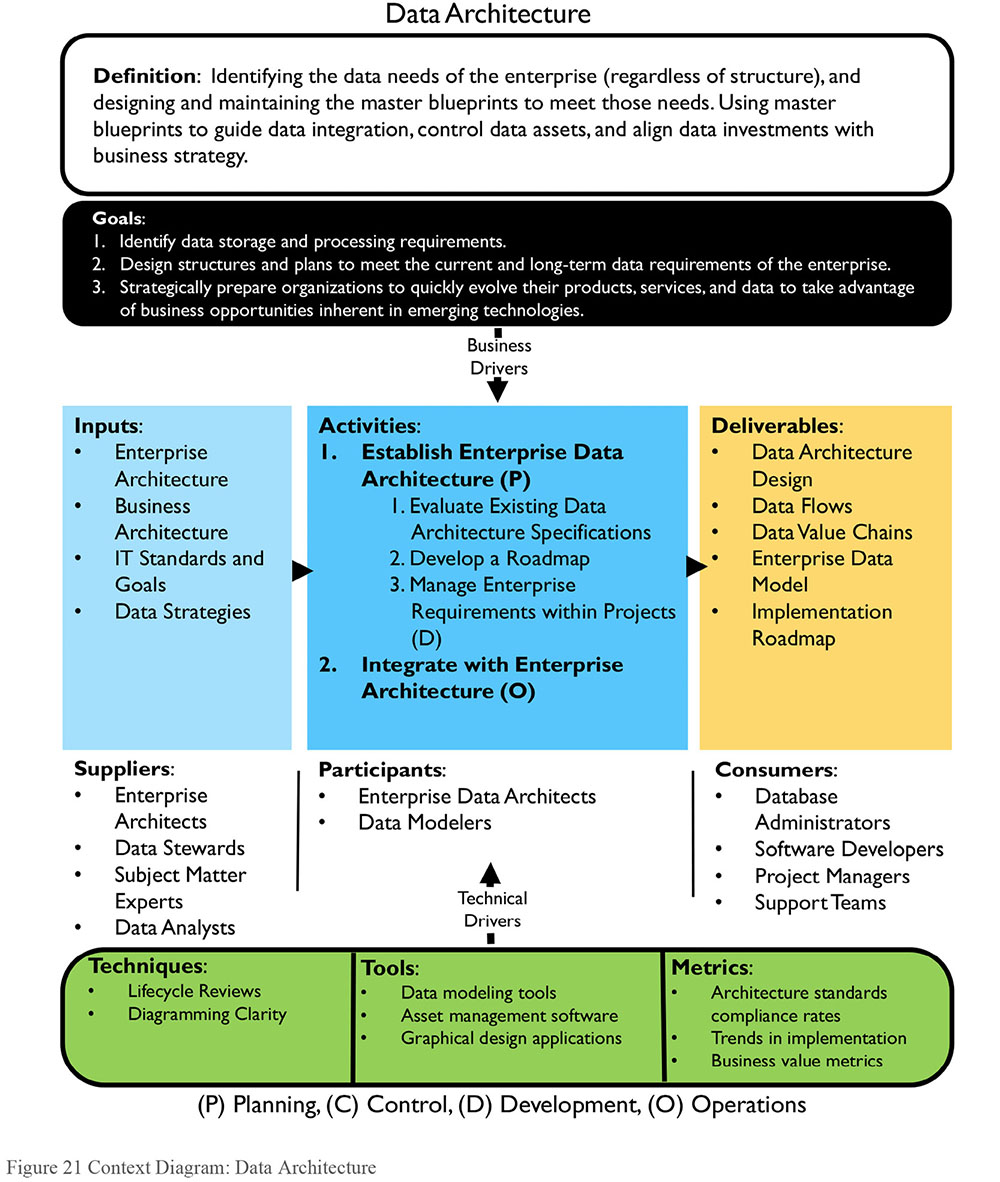 Data Architecture
Definition: Identifying the data needs of the enterprise (regardless of structure), and
designing and maintaining the master blueprints to meet those needs. Using master
blueprints to guide data integration, control data assets, and align data investments with
business strategy.
Goals:
1. Identify data storage and processing requirements.
2. Design structures and plans to meet the current and long-term data requirements of the enterprise.
3. Strategically prepare organizations to quickly evolve their products, services, and data to take advantage
of business opportunities inherent in emerging technologies.
Business
Drivers
Inputs:
• Enterprise
Architecture
• Business
Architecture
• IT Standards and
Goals
• Data Strategies
Activities:
1. Establish Enterprise Data
Architecture (P)
1. Evaluate Existing Data
Architecture Specifications
2. Develop a Roadmap
3. Manage Enterprise
Requirements within Projects
(D)
2. Integrate with Enterprise
Architecture (O)
Deliverables:
• Data Architecture
Design
• Data Flows
• Data Value Chains
• Enterprise Data
Model
• Implementation
Roadmap
Suppliers:
• Enterprise
Architects
• Data Stewards
• Subject Matter
Experts
• Data Analysts
Participants:
• Enterprise Data Architects
• Data Modelers
Consumers:
• Database
Administrators
• Software Developers
• Project Managers
• Support Teams
Technical
Drivers
Techniques:
• Lifecycle Reviews
• Diagramming Clarity
Tools:
• Data modeling tools
• Asset management software
• Graphical design applications
Metrics:
• Architecture standards
compliance rates
• Trends in implementation
• Business value metrics
(P) Planning, (C) Control, (D) Development, (O) Operations
Figure 21 Context Diagram: Data Architecture